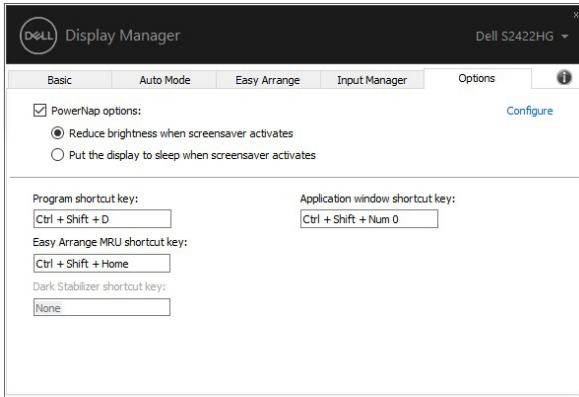 DELL Display Manager Dell S2422HG
Basic Auto Mode Easy Arrange Input Manager Options
PowerNap options: Configure
Reduce brightness when screensaver activates
Put the display to sleep when screensaver activates
Program shortcut key: Application window shortcut key:
Ctrl + Shift + D Ctrl + Shift + Num 0
Easy Arrange MRU shortcut key:
Ctrl + Shift + Home
Dark Stabilizer shortcut key:
None